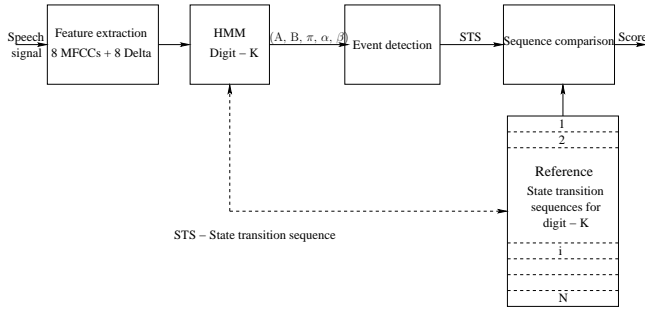 Speech
signal
Feature extraction
8 MFCCs + 8 Delta
HMM
Digit – K
(A, B, π, α, β)
Event detection
STS
Sequence comparison
Score
1
2
Reference
State transition
sequences for
digit – K
i
N
STS – State transition sequence